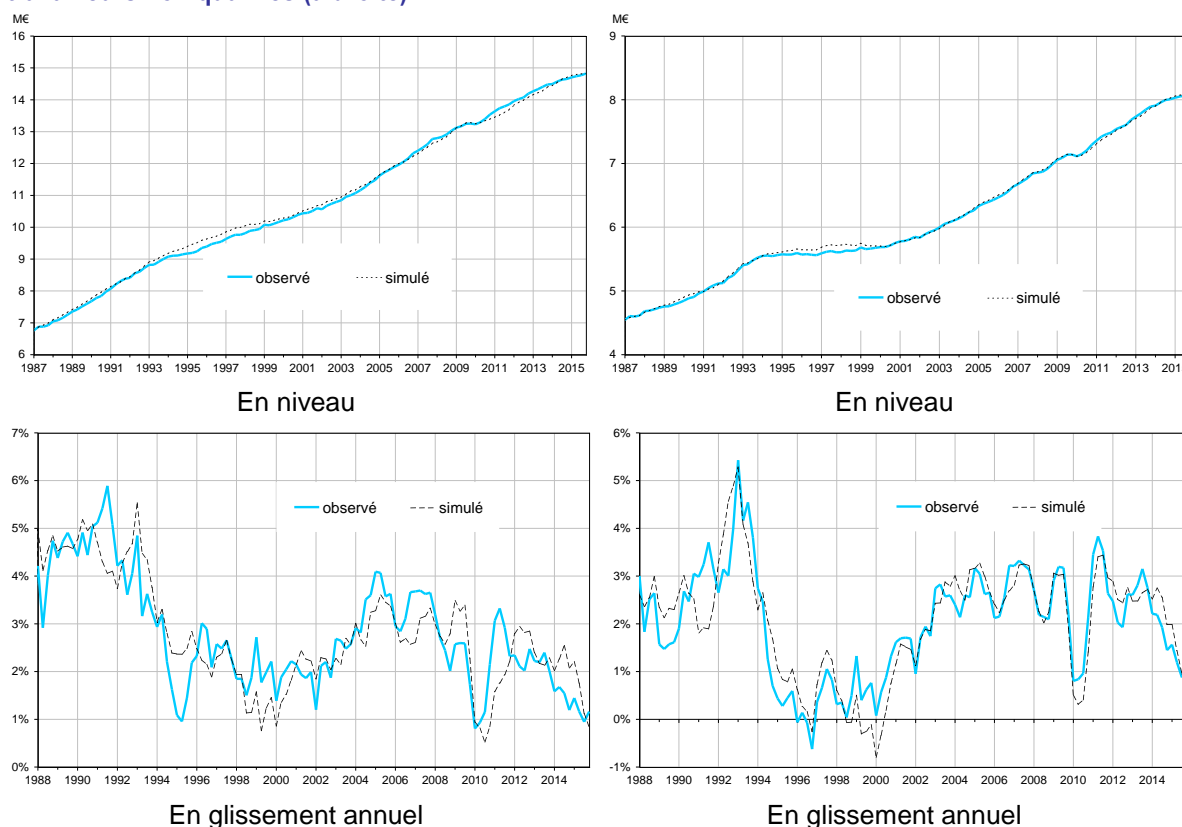 M€
16
15
14
13
12
11
10
9
8
7
6
observé simulé
1987 1989 1991 1993 1995 1997 1999 2001 2003 2005 2007 2009 2011 2013 2015
En niveau
M€
9
8
7
6
5
4
observé simulé
1987 1989 1991 1993 1995 1997 1999 2001 2003 2005 2007 2009 2011 2013
En niveau
7%
6%
5%
4%
3%
2%
1%
0%
observé simulé
1988 1990 1992 1994 1996 1998 2000 2002 2004 2006 2008 2010 2012 2014
En glissement annuel
6%
5%
4%
3%
2%
1%
0%
-1%
observé simulé
1988 1990 1992 1994 1996 1998 2000 2002 2004 2006 2008 2010 2012 2014
En glissement annuel